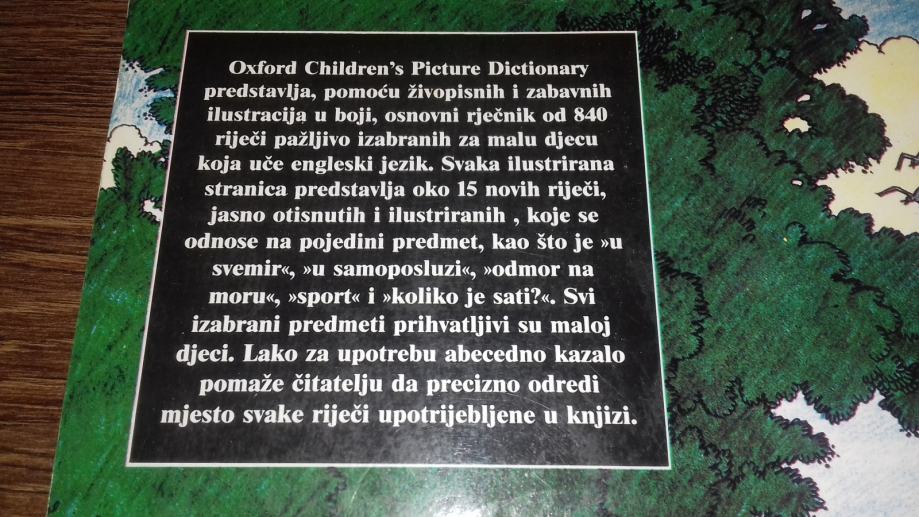 Oxford Children's Picture Dictionary
predstavlja, pomoću živopisnih i zabavnih
ilustracija u boji, osnovni rječnik od 840
riječi pažljivo izabranih za malu djecu
koja uče engleski jezik. Svaka ilustrirana
stranica predstavlja oko 15 novih riječi,
jasno otisnutih i ilustriranih , koje se
odnose na pojedini predmet, kao što je »u
svemir«, »u samoposluzi«, »odmor na
moru«, »sport« i »koliko je sati?«. Svi
izabrani predmeti prihvatljivi su maloj
djeci. Lako za upotrebu abecedno kazalo
pomaže čitatelju da precizno odredi
mjesto svake riječi upotrijebljene u knjizi.